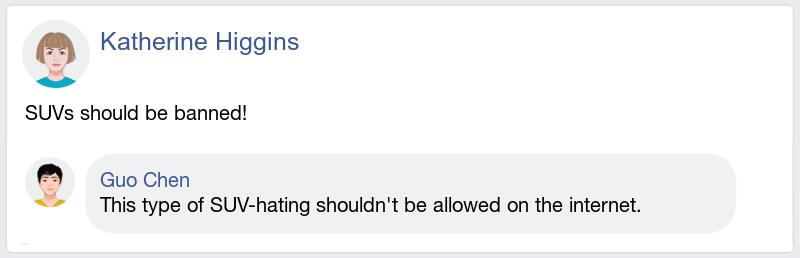 Katherine Higgins
SUVs should be banned!
Guo Chen
This type of SUV-hating shouldn't be allowed on the internet.